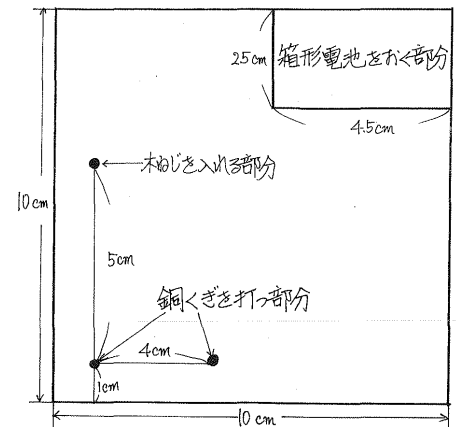 2.5cm
箱形電池をおく部分
4.5cm
木ねじを入れる部分
10cm
5cm
銅くぎを打つ部分
4cm
1cm
10cm